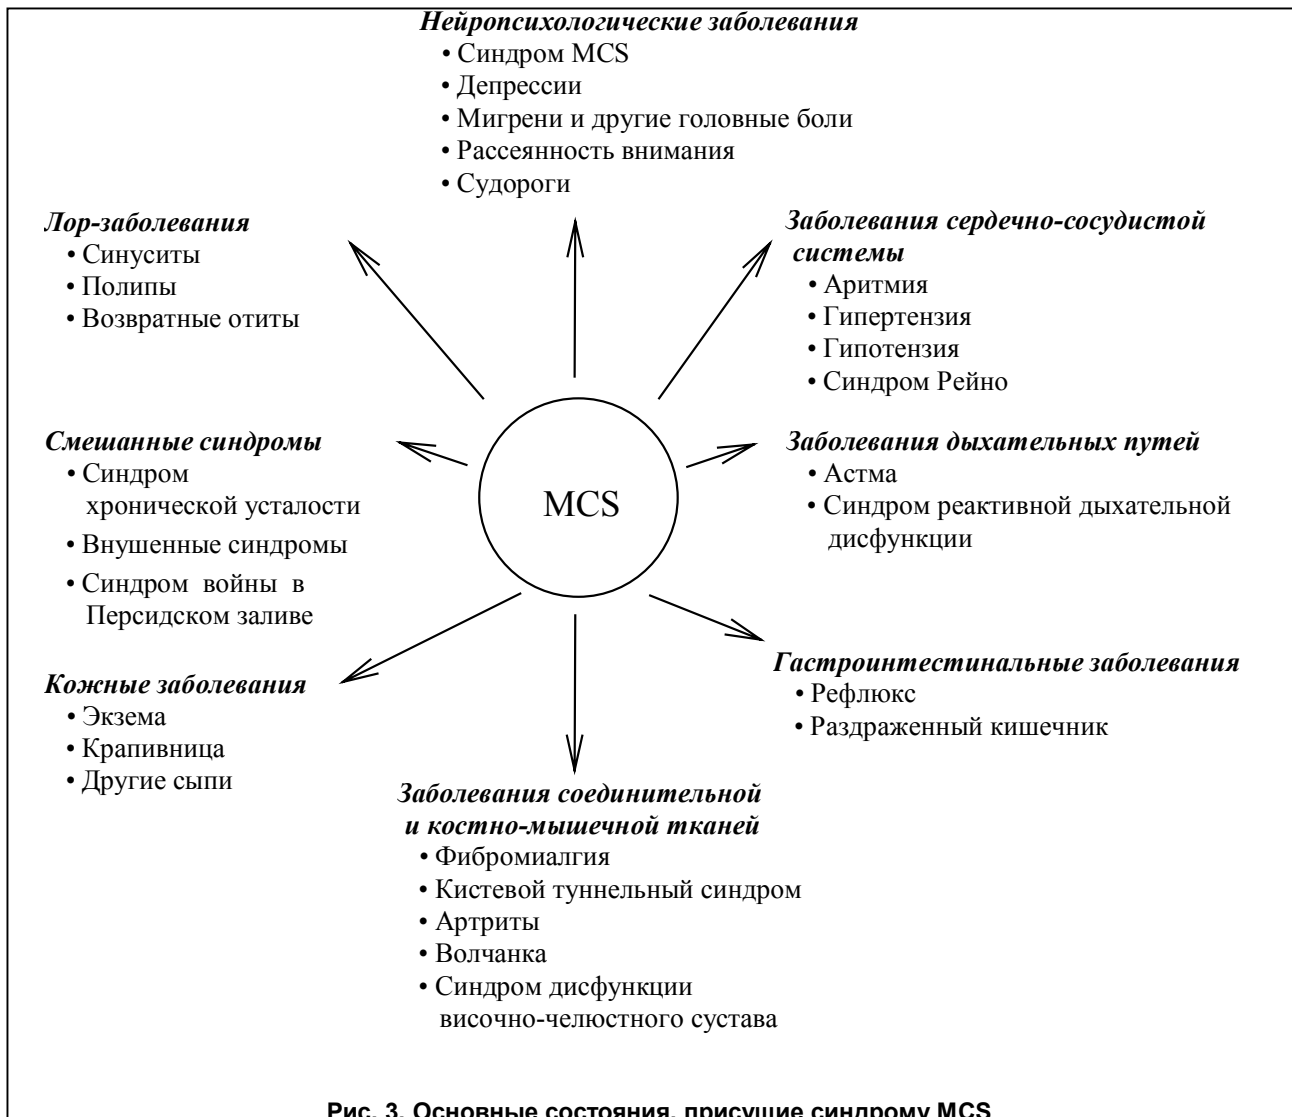 Нейропсихологические заболевания
• Синдром MCS
• Депрессии
• Мигрени и другие головные боли
• Рассеянность внимания
• Судороги
Лор-заболевания
• Синуситы
• Полипы
• Возвратные отиты
Заболевания сердечно-сосудистой
системы
• Аритмия
• Гипертензия
• Гипотензия
• Синдром Рейно
Смешанные синдромы
• Синдром
хронической усталости
• Внушенные синдромы
• Синдром войны в
Персидском заливе
MCS
Заболевания дыхательных путей
• Астма
• Синдром реактивной дыхательной
дисфункции
Кожные заболевания
• Экзема
• Крапивница
• Другие сыпи
Гастроинтестинальные заболевания
• Рефлюкс
• Раздраженный кишечник
Заболевания соединительной
и костно-мышечной тканей
• Фибромиалгия
• Кистевой туннельный синдром
• Артриты
• Волчанка
• Синдром дисфункции
височно-челюстного сустава
Рис. 3. Основные состояния, присущие синдрому MCS